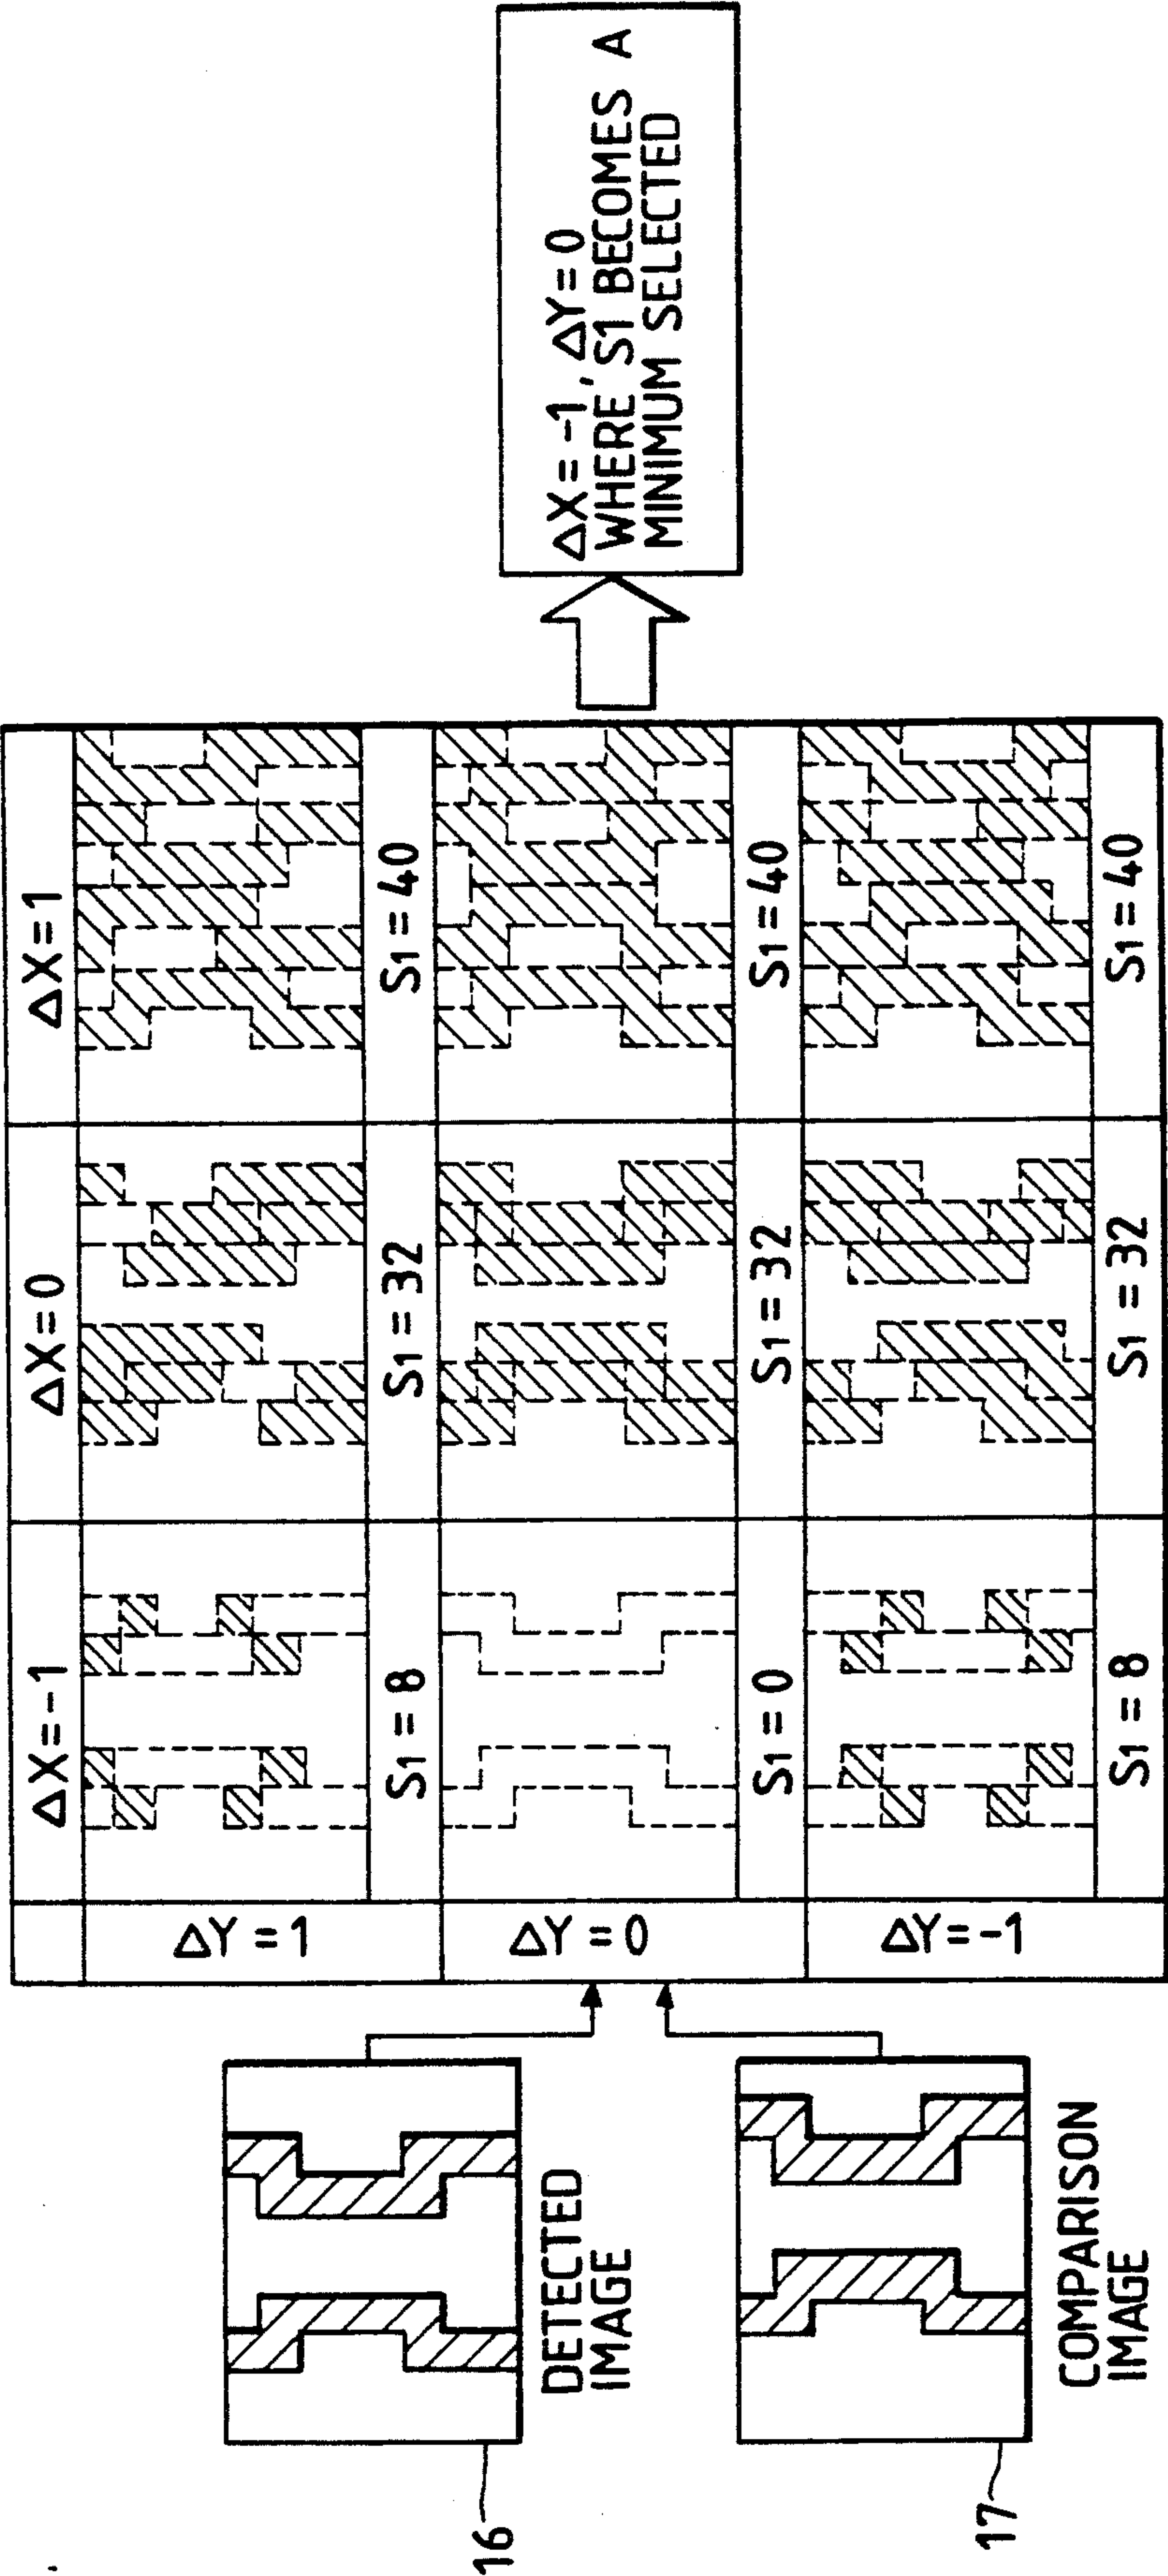 16
DETECTED
IMAGE
17
COMPARISON
IMAGE
ΔX=-1
ΔX=0
ΔX=1
ΔY=1
S1=8
S1=32
S1=40
ΔY=0
S1=0
S1=32
S1=40
ΔY=-1
S1=8
S1=32
S1=40
ΔX=-1, ΔY=0
WHERE S1 BECOMES A
MINIMUM SELECTED